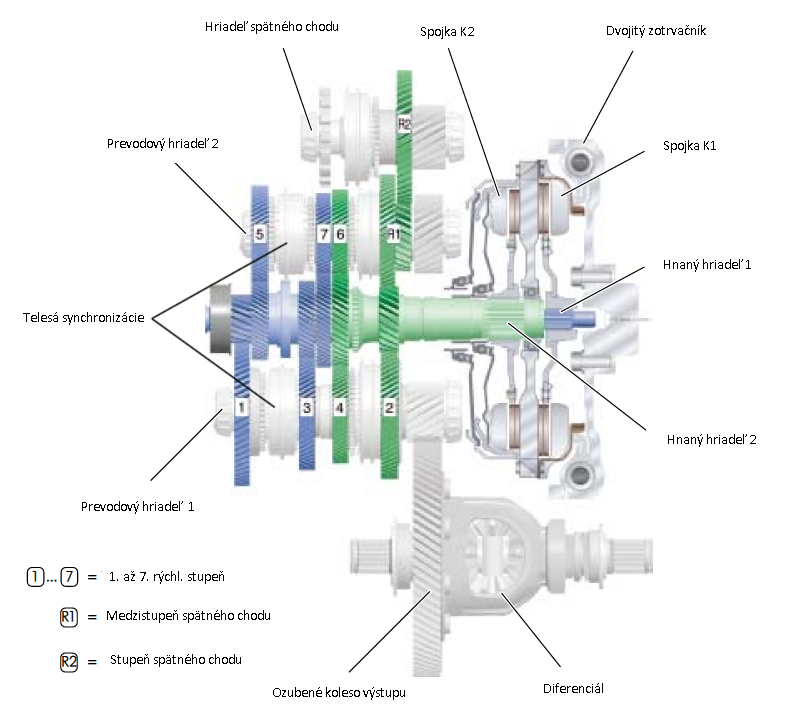 Hriadeľ spätného chodu
Spojka K2
Dvojitý zotrvačník
Prevodový hriadeľ 2
Spojka K1
R2
5
7
6
R1
Hnaný hriadeľ 1
Telesá synchronizácie
1
3
4
2
Hnaný hriadeľ 2
Prevodový hriadeľ 1
1 ... 7 = 1. až 7. rýchl. stupeň
R1 = Medzistupeň spätného chodu
R2 = Stupeň spätného chodu
Ozubené koleso výstupu
Diferenciál